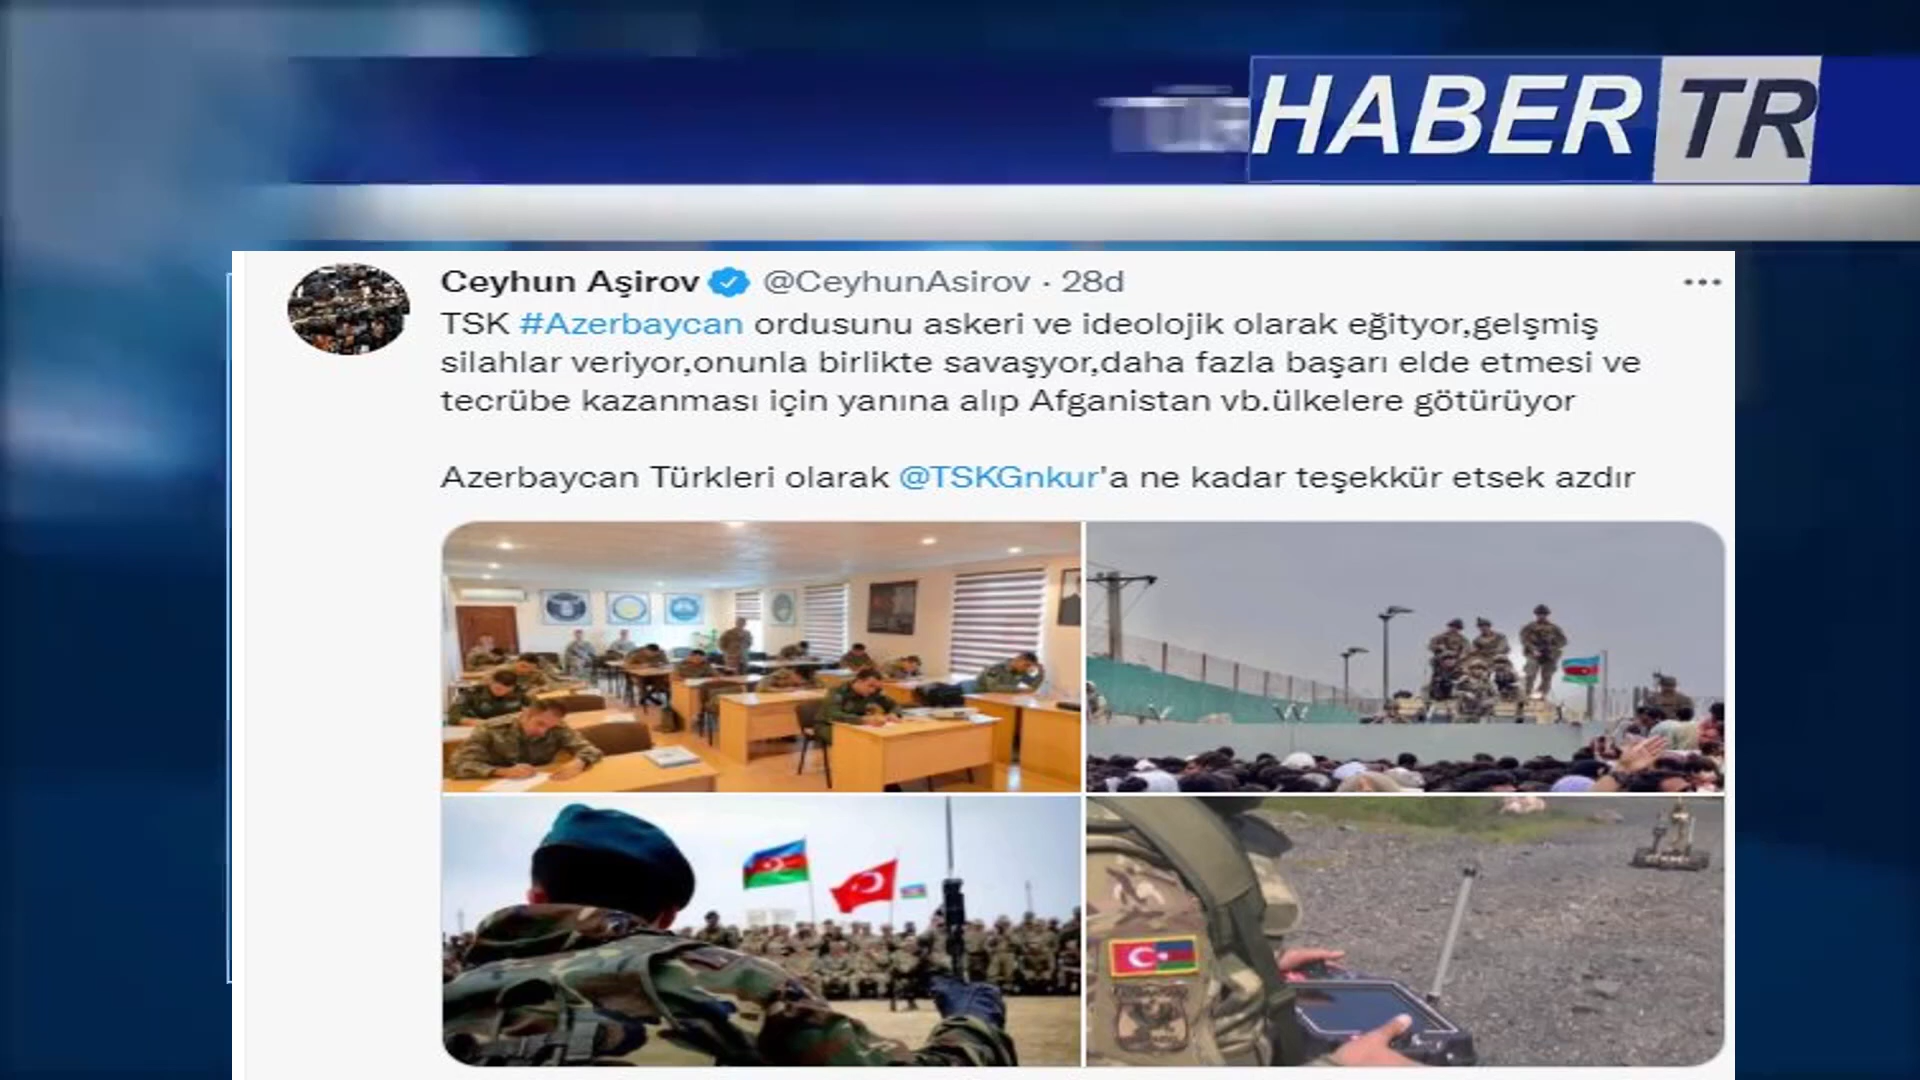 HABER TR
Ceyhun Aşirov @CeyhunAsirov · 28d
TSK #Azerbaycan ordusunu askeri ve ideolojik olarak eğityor,gelşmiş
silahlar veriyor,onunla birlikte savaşyor,daha fazla başarı elde etmesi ve
tecrübe kazanması için yanına alıp Afganistan vb.ülkelere götürüyor
Azerbaycan Türkleri olarak @TSKGnkur'a ne kadar teşekkür etsek azdır